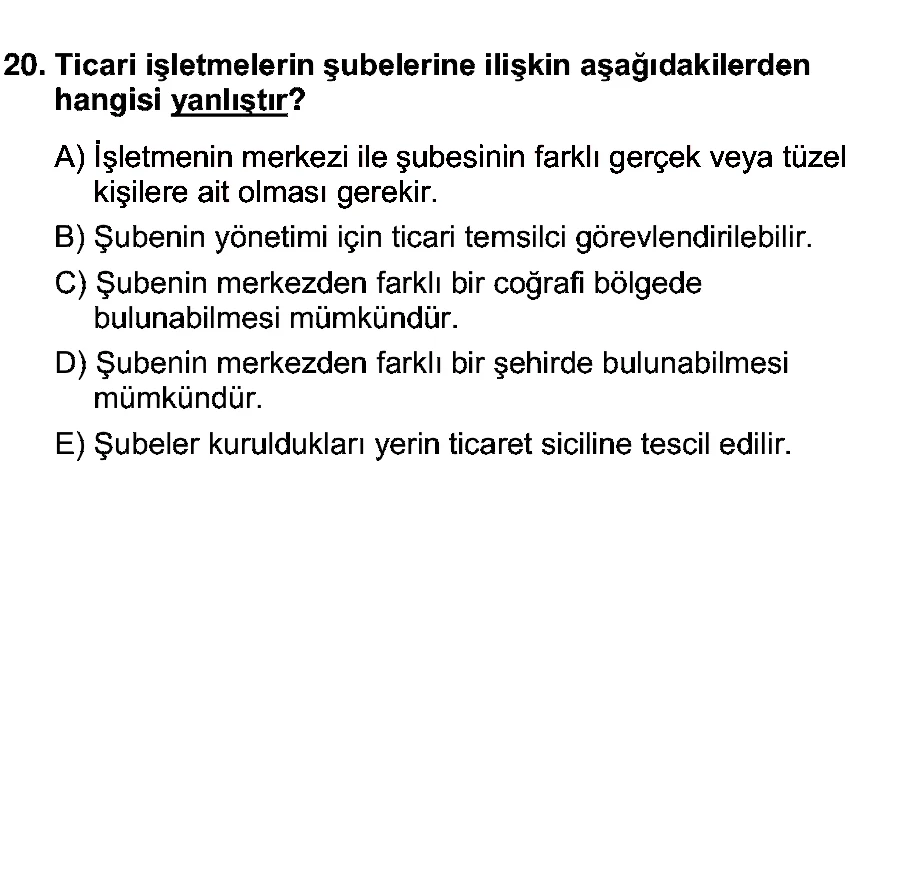 20. Ticari işletmelerin şubelerine ilişkin aşağıdakilerden
hangisi yanlıştır?
A) İşletmenin merkezi ile şubesinin farklı gerçek veya tüzel
kişilere ait olması gerekir.
B) Şubenin yönetimi için ticari temsilci görevlendirilebilir.
C) Şubenin merkezden farklı bir coğrafi bölgede
bulunabilmesi mümkündür.
D) Şubenin merkezden farklı bir şehirde bulunabilmesi
mümkündür.
E) Şubeler kuruldukları yerin ticaret siciline tescil edilir.